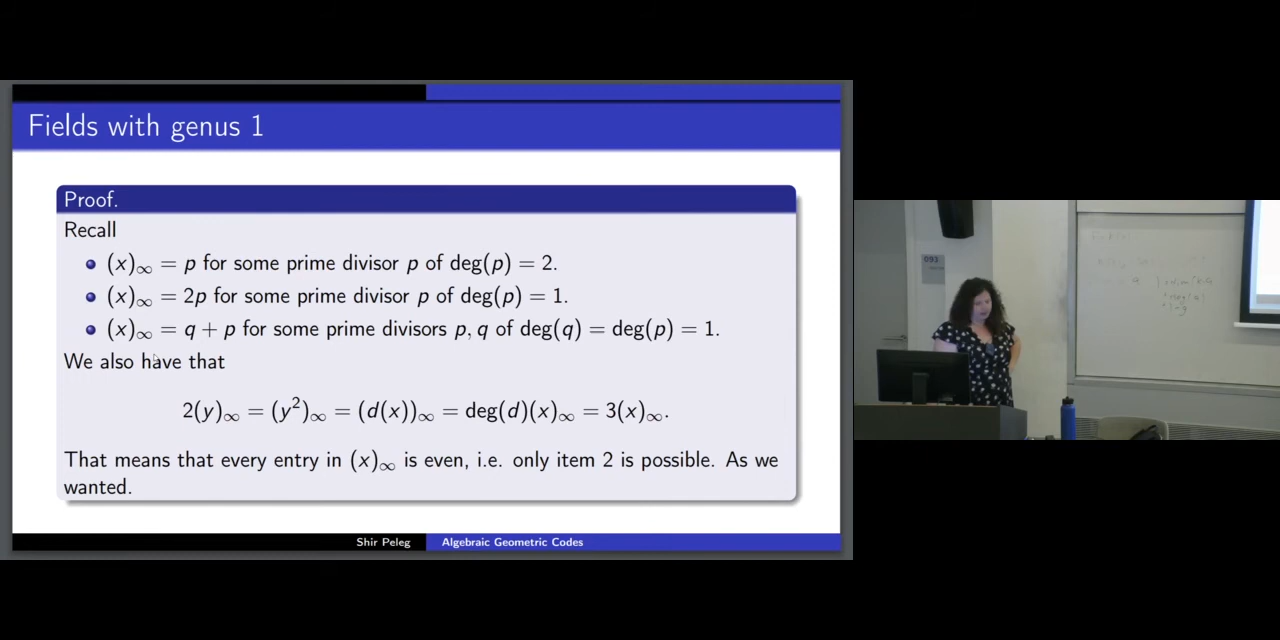 Fields with genus 1
Proof.
Recall
(x)∞ = p for some prime divisor p of deg(p) = 2.
(x)∞ = 2p for some prime divisor p of deg(p) = 1.
(x)∞ = q + p for some prime divisors p, q of deg(q) = deg(p) = 1.
We also have that
2(y)∞ = (y²)∞ = (d(x))∞ = deg(d)(x)∞ = 3(x)∞.
That means that every entry in (x)∞ is even, i.e. only item 2 is possible. As we
wanted.
Shir Peleg
Algebraic Geometric Codes
093